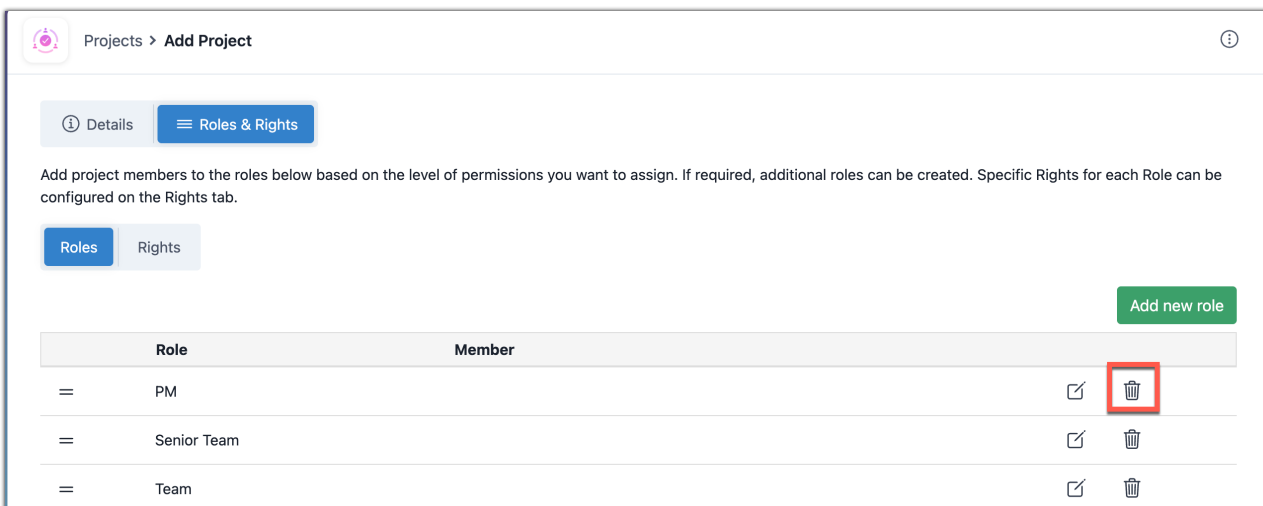 Projects > Add Project
Details
Roles & Rights
Add project members to the roles below based on the level of permissions you want to assign. If required, additional roles can be created. Specific Rights for each Role can be
configured on the Rights tab.
Roles Rights
Add new role
Role Member
PM
Senior Team
Team